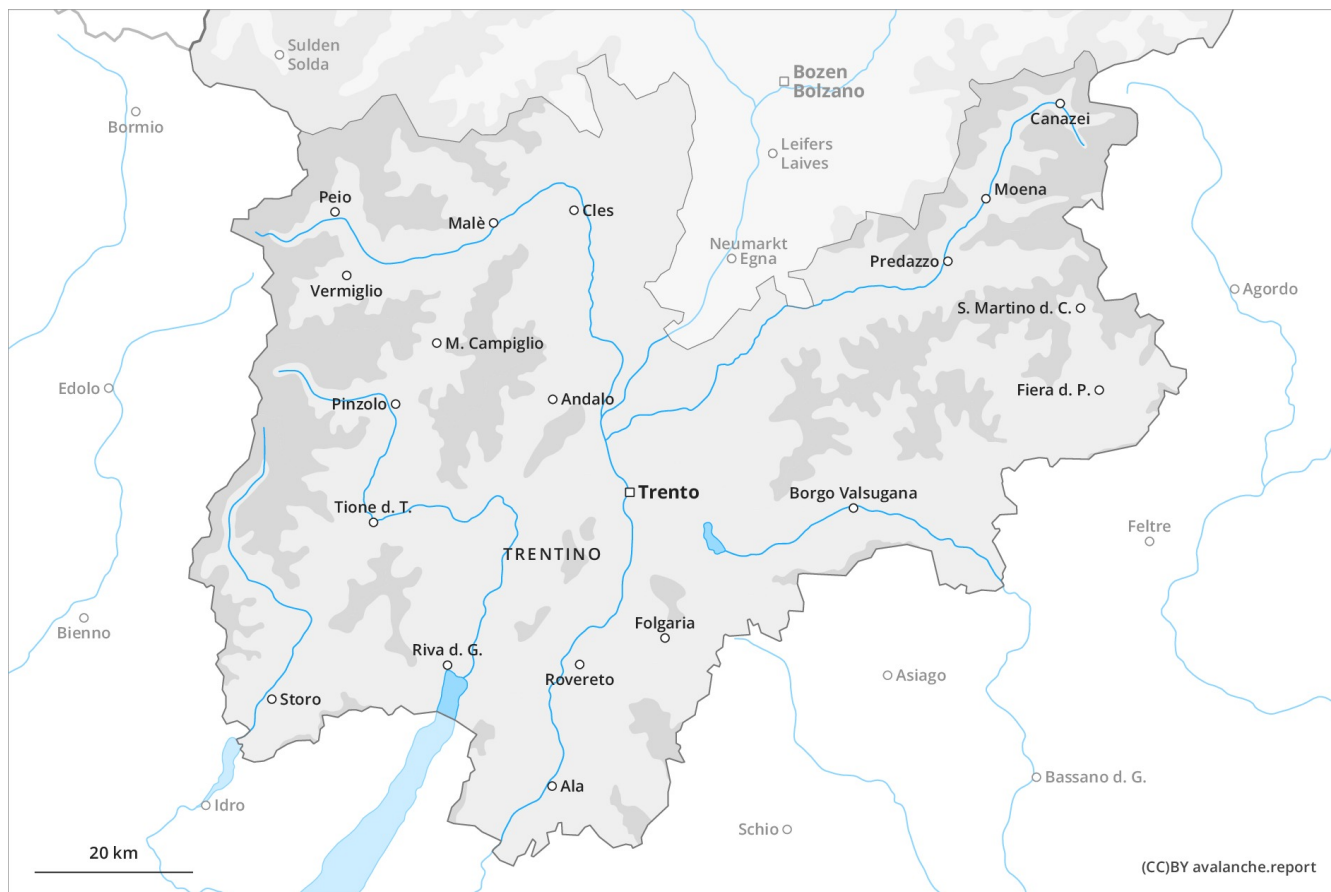 Sulden
Solda
Bozen
Bolzano
Bormio
Canazei
Leifers
Laives
Peio
Moena
Malè
Cles
Neumarkt
Egna
Predazzo
Vermiglio
Agordo
S. Martino d. C.
M. Campiglio
Edolo
Fiera d. P.
Pinzolo
Andalo
Trento
Borgo Valsugana
Tione d. T.
Feltre
TRENTINO
Bienno
Folgaria
Riva d. G.
Asiago
Rovereto
Storo
Bassano d. G.
Ala
Idro
Schio
20 km
(CC)BY avalanche.report